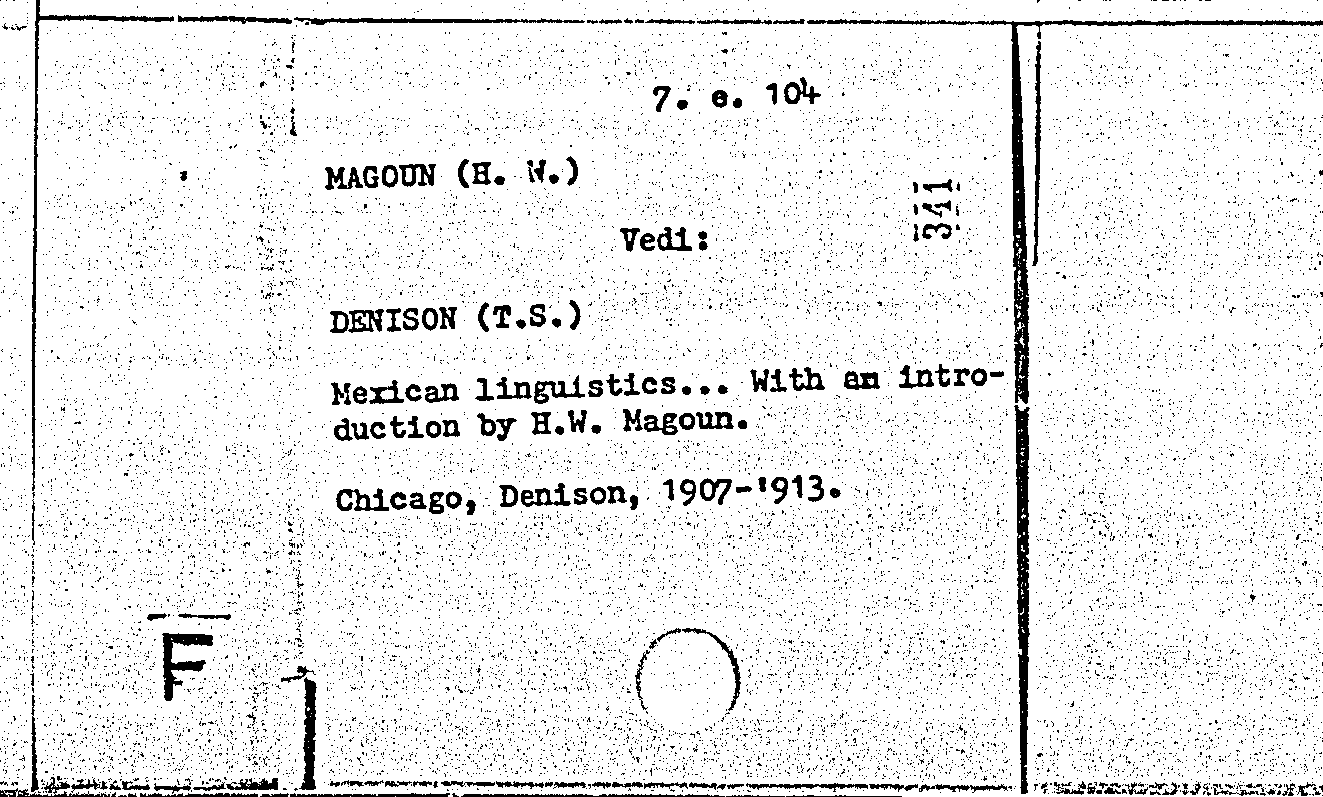 7. e. 104
MAGOUN (H. W.)
341
Vedi:
DENISON (T.S.)
Mexican linguistics... With an intro-
duction by H.W. Magoun.
Chicago, Denison, 1907-'913.
F